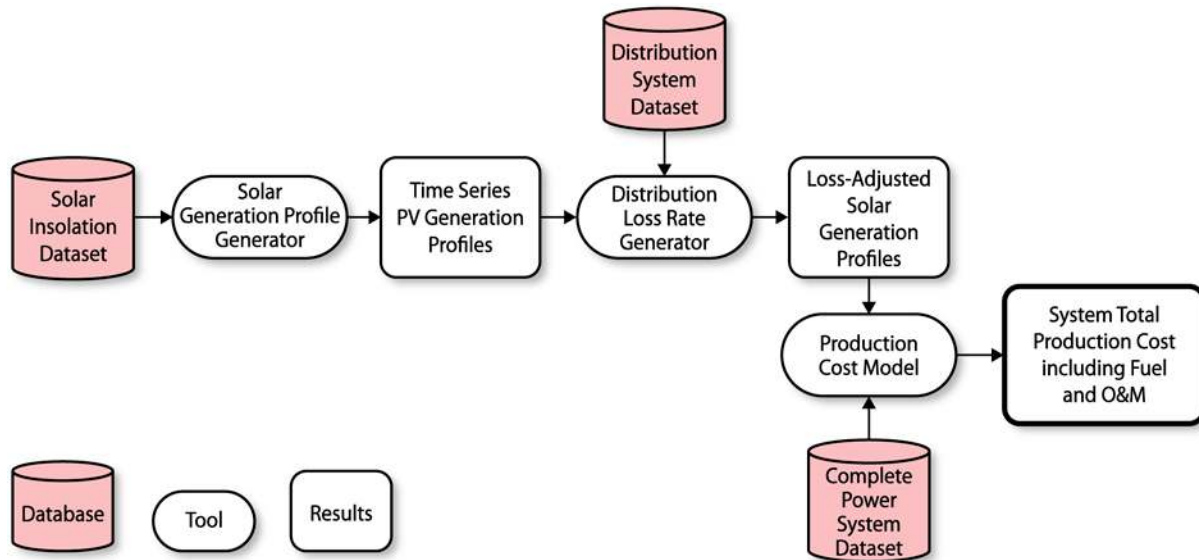 Distribution
System
Dataset
Solar
Insolation
Dataset
Solar
Generation Profile
Generator
Time Series
PV Generation
Profiles
Distribution
Loss Rate
Generator
Loss-Adjusted
Solar
Generation
Profiles
Production
Cost Model
System Total
Production Cost
including Fuel
and O&M
Complete
Power
System
Dataset
Database
Tool
Results